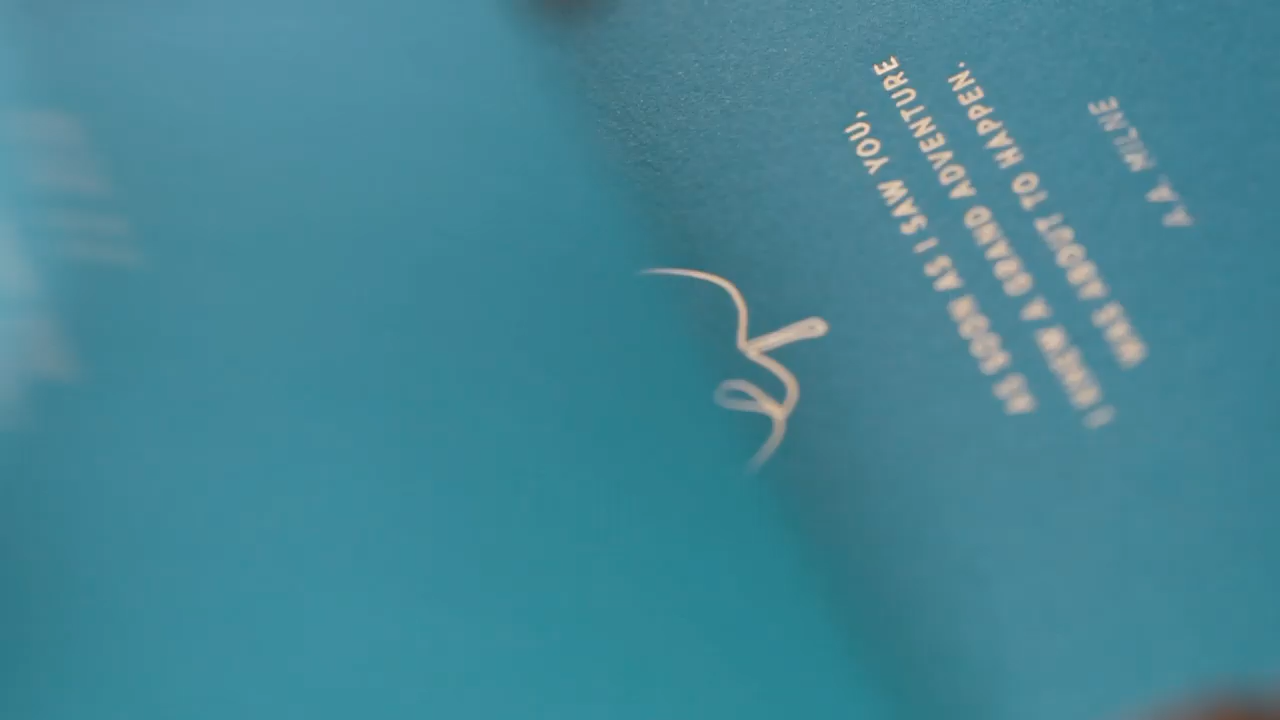 AS SOON AS I SAW YOU,
I KNEW A GRAND ADVENTURE
WAS ABOUT TO HAPPEN.
A.A. MILNE